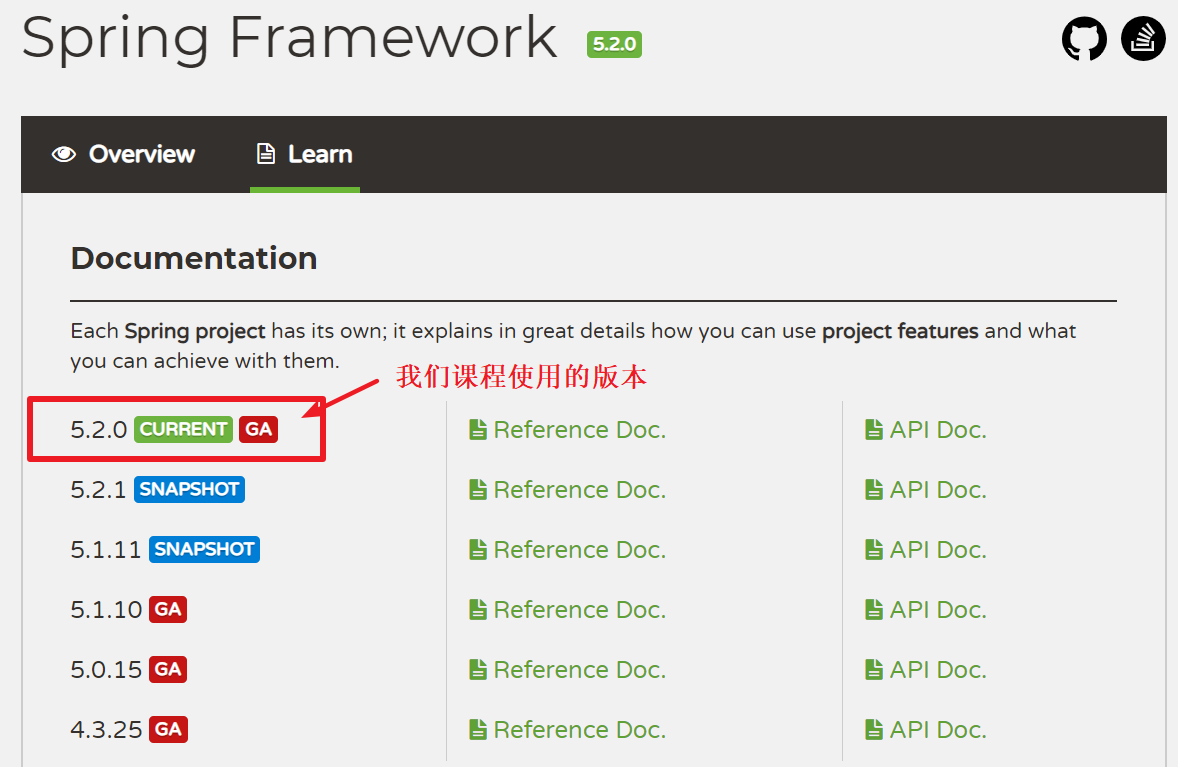 Spring Framework 5.2.0
Overview Learn
Documentation
Each Spring project has its own; it explains in great details how you can use project features and what
you can achieve with them.
我们课程使用的版本
5.2.0 CURRENT GA Reference Doc. API Doc.
5.2.1 SNAPSHOT Reference Doc. API Doc.
5.1.11 SNAPSHOT Reference Doc. API Doc.
5.1.10 GA Reference Doc. API Doc.
5.0.15 GA Reference Doc. API Doc.
4.3.25 GA Reference Doc. API Doc.